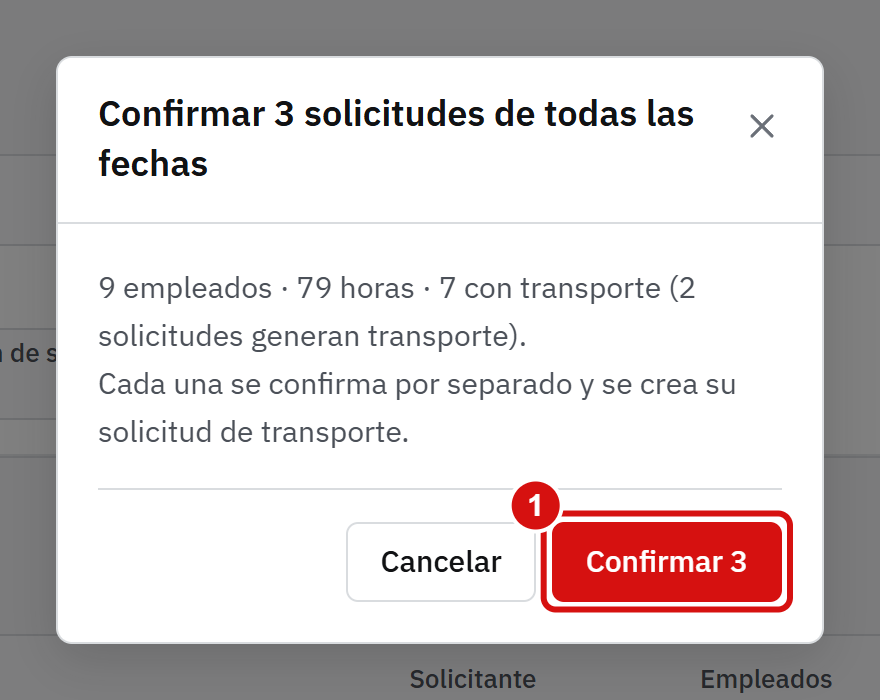 Confirmar 3 solicitudes de todas las
fechas
9 empleados · 79 horas · 7 con transporte (2
solicitudes generan transporte).
n de s
Cada una se confirma por separado y se crea su
solicitud de transporte.
1
Cancelar
Confirmar 3
Solicitante
Empleados